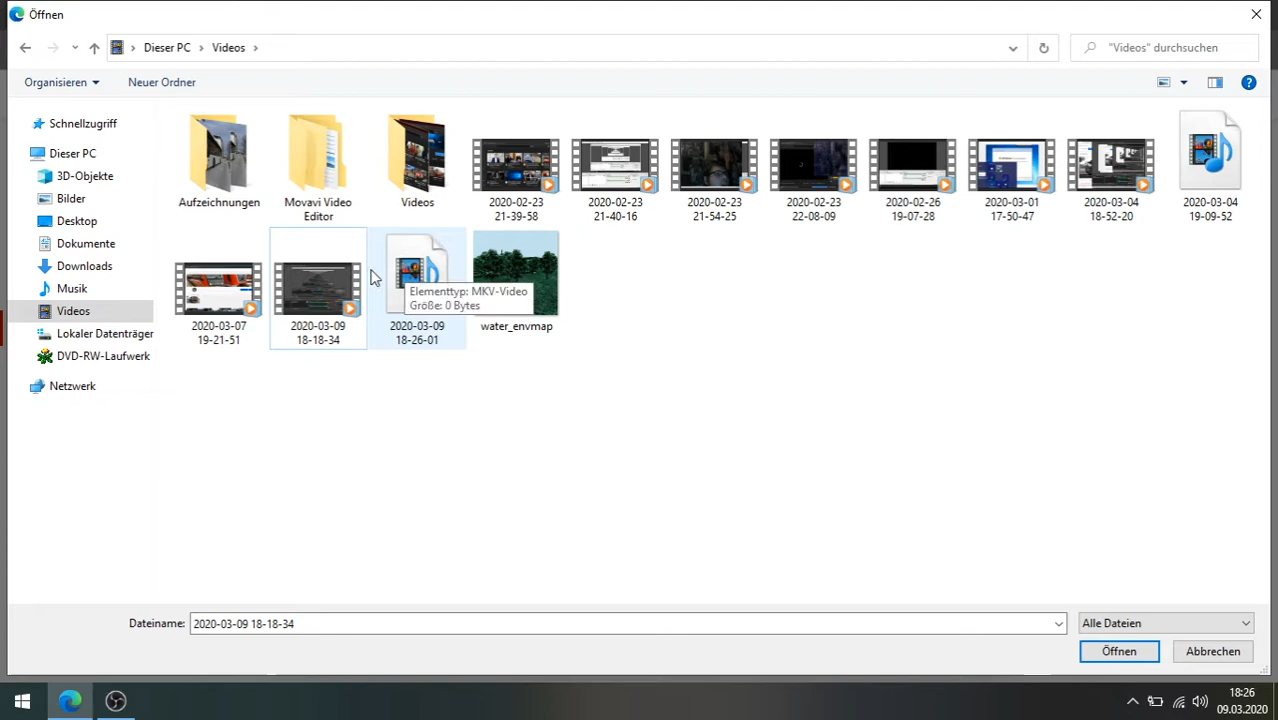 Öffnen
Dieser PC
Videos
"Videos" durchsuchen
Organisieren
Neuer Ordner
Schnellzugriff
Dieser PC
3D-Objekte
Bilder
Desktop
Dokumente
Downloads
Musik
Videos
Lokaler Datenträger
DVD-RW-Laufwerk
Netzwerk
Aufzeichnungen
Movavi Video
Editor
Videos
2020-02-23
21-39-58
2020-02-23
21-40-16
2020-02-23
21-54-25
2020-02-23
22-08-09
2020-02-26
19-07-28
2020-03-01
17-50-47
2020-03-04
18-52-20
2020-03-04
19-09-52
2020-03-07
19-21-51
2020-03-09
18-18-34
2020-03-09
18-26-01
water_envmap
Elementtyp: MKV-Video
Größe: 0 Bytes
Dateiname:
2020-03-09 18-18-34
Alle Dateien
Öffnen
Abbrechen
18:26
09.03.2020